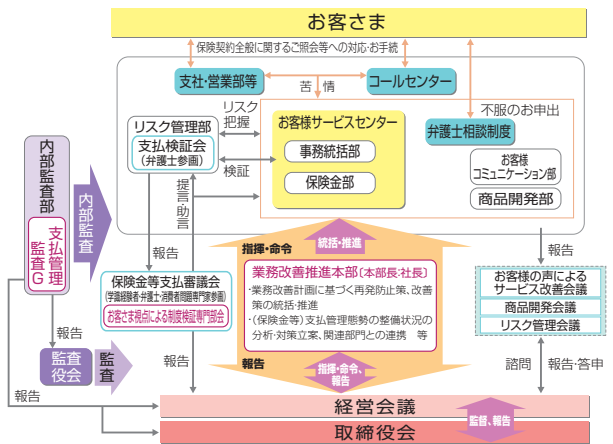 お客さま
保険契約全般に関するご照会等への対応・お手続
支社・営業部等
コールセンター
苦情
リスク
把握
不服のお申出
リスク管理部
支払検証会
（弁護士参画）
お客様サービスセンター
事務統括部
保険金部
弁護士相談制度
お客様
コミュニケーション部
商品開発部
検証
提言・助言
内部監査部
支払管理
監査G
内部監査
報告
指揮・命令
統括・推進
報告
保険金等支払審議会
（学識経験者・弁護士・消費者問題専門家参画）
お客さま視点による制度検証専門部会
業務改善推進本部〔本部長:社長〕
・業務改善計画に基づく再発防止策、改善
策の統括・推進
・（保険金等）支払管理態勢の整備状況の
分析・対策立案、関連部門との連携　等
お客様の声による
サービス改善会議
商品開発会議
リスク管理会議
報告
監査
役会
監査
報告
報告
指揮・命令、
報告
諮問
報告・答申
報告
経営会議
監督、報告
取締役会